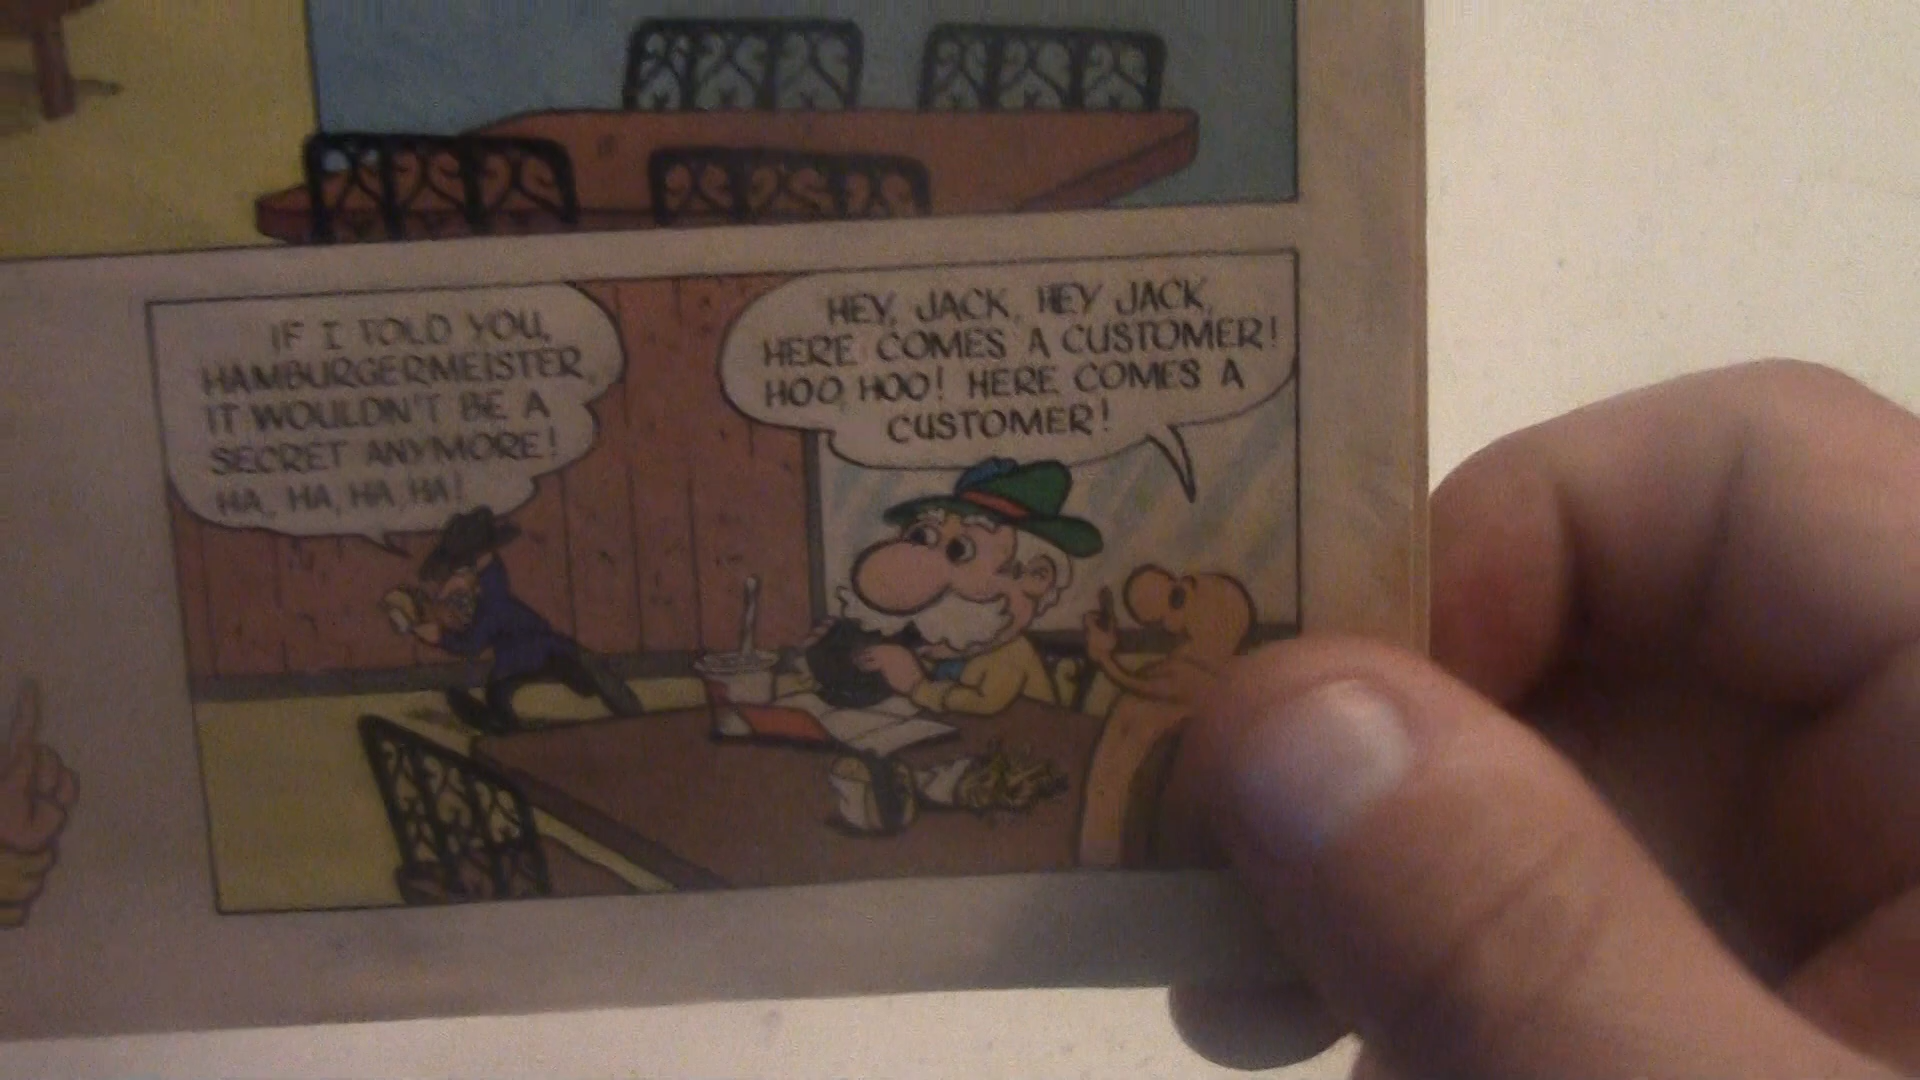 IF I TOLD YOU,
HAMBURGERMEISTER,
IT WOULDN'T BE A
SECRET ANYMORE!
HA, HA, HA, HA!
HEY, JACK, HEY JACK,
HERE COMES A CUSTOMER!
HOO HOO! HERE COMES A
CUSTOMER!